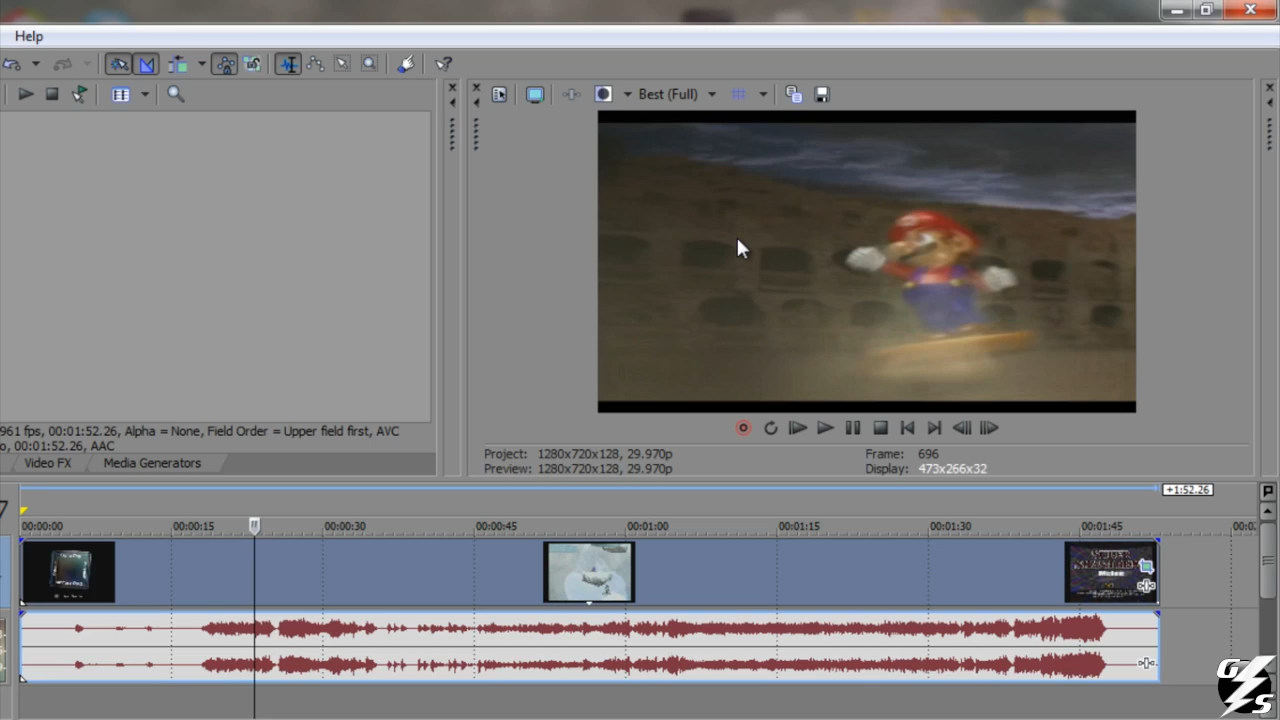 Help
Best (Full)
961 fps, 00:01:52.26, Alpha = None, Field Order = Upper field first, AVC
o, 00:01:52.26, AAC
Video FX
Media Generators
Project: 1280x720x128, 29.970p
Preview: 1280x720x128, 29.970p
Frame: 696
Display: 473x266x32
+1:52.26
00:00:00
00:00:15
00:00:30
00:00:45
00:01:00
00:01:15
00:01:30
00:01:45
00:02:
G S